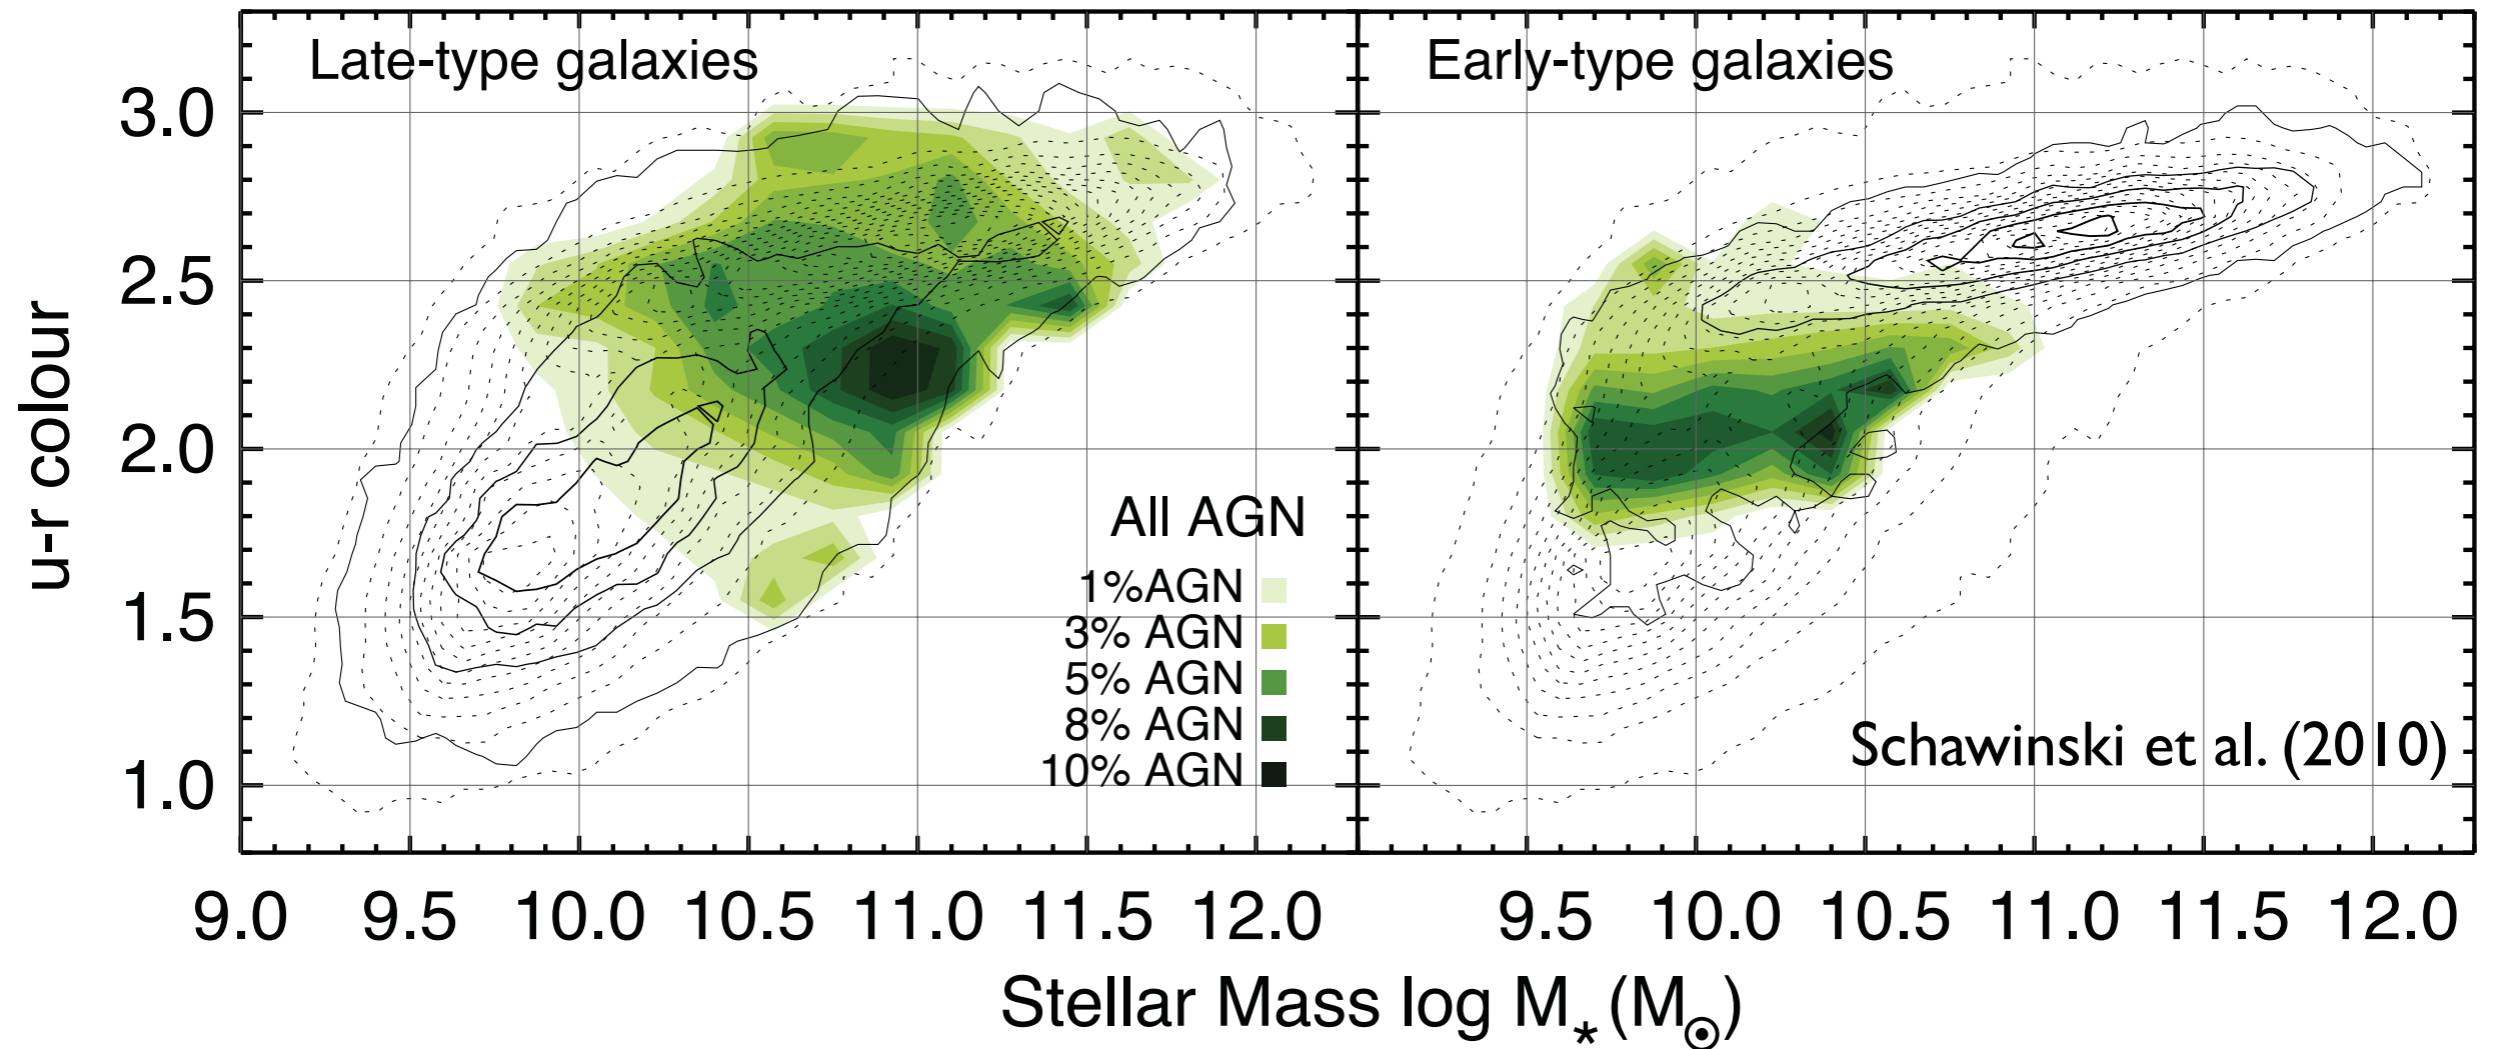 Late-type galaxies
Early-type galaxies
3.0
2.5
2.0
1.5
1.0
u-r colour
All AGN
1%AGN
3% AGN
5% AGN
8% AGN
10% AGN
Schawinski et al. (2010)
9.0 9.5 10.0 10.5 11.0 11.5 12.0 9.5 10.0 10.5 11.0 11.5 12.0
Stellar Mass log M* (M☉)